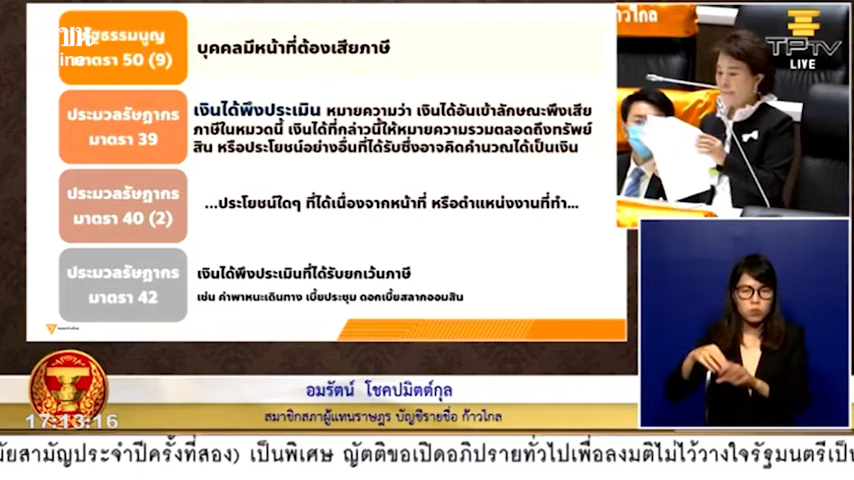 รัฐธรรมนูญ
มาตรา 50 (9)
บุคคลมีหน้าที่ต้องเสียภาษี
ประมวลรัษฎากร
มาตรา 39
เงินได้พึงประเมิน หมายความว่า เงินได้อันเข้าลักษณะพึงเสีย
ภาษีในหมวดนี้ เงินได้ที่กล่าวนี้ให้หมายความรวมตลอดถึงทรัพย์
สิน หรือประโยชน์อย่างอื่นที่ได้รับซึ่งอาจคิดคำนวณได้เป็นเงิน
ประมวลรัษฎากร
มาตรา 40 (2)
...ประโยชน์ใดๆ ที่ได้เนื่องจากหน้าที่ หรือตำแหน่งงานที่ทำ...
ประมวลรัษฎากร
มาตรา 42
เงินได้พึงประเมินที่ได้รับยกเว้นภาษี
เช่น ค่าพาหนะเดินทาง เบี้ยประชุม ดอกเบี้ยสลากออมสิน
ก้าวไกล
TPTV
LIVE
อมรัตน์ โชคปมิตต์กุล
สมาชิกสภาผู้แทนราษฎร บัญชีรายชื่อ ก้าวไกล
17:13:16
มัยสามัญประจำปีครั้งที่สอง) เป็นพิเศษ ญัตติขอเปิดอภิปรายทั่วไปเพื่อลงมติไม่ไว้วางใจรัฐมนตรีเป็น